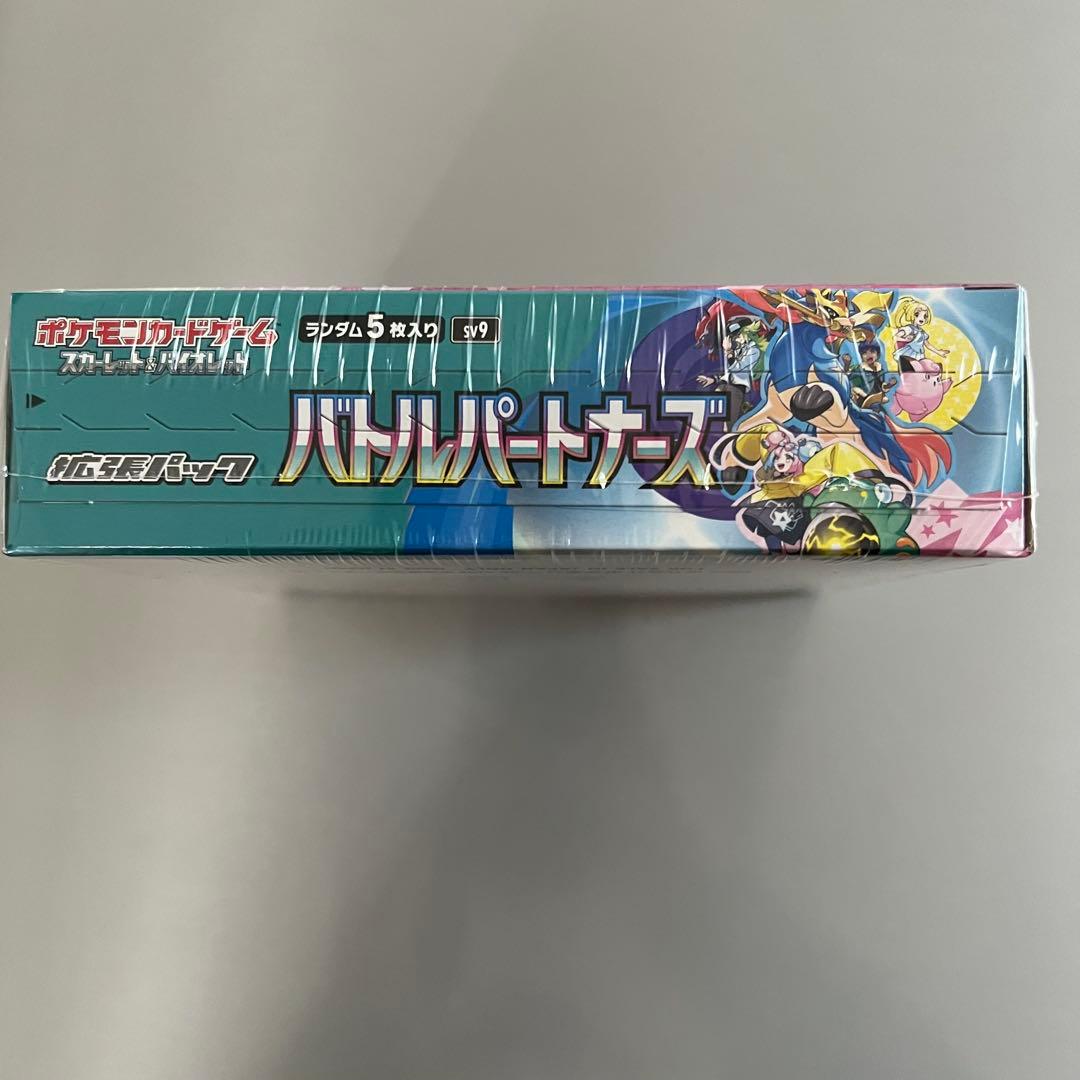 ポケモンカードゲーム
スカーレット&バイオレット
ランダム5枚入り
SV9
拡張パック
バトルパートナーズ